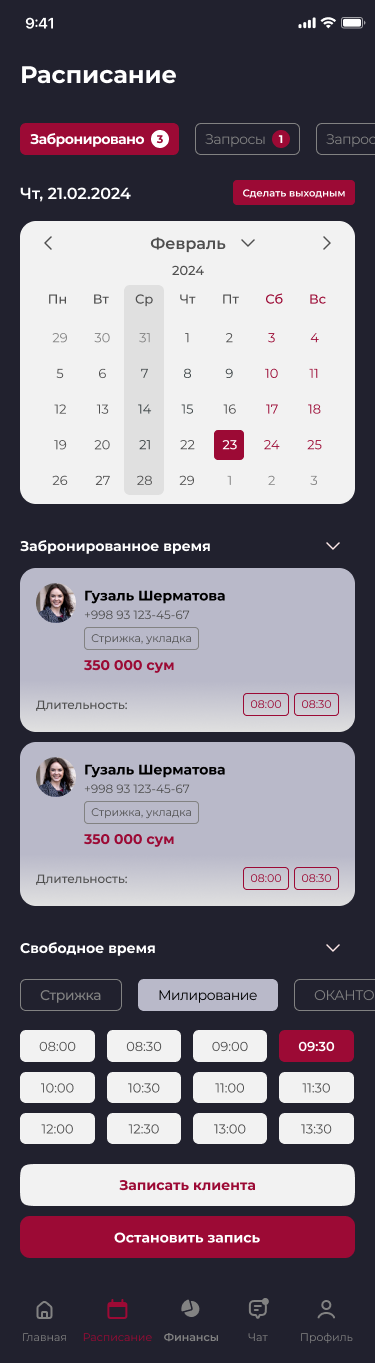 9:41
Расписание
Забронировано 3 Запросы 1 Запрос
Чт, 21.02.2024 Сделать выходным
Февраль
2024
Пн Вт Ср Чт Пт Сб Вс
29 30 31 1 2 3 4
5 6 7 8 9 10 11
12 13 14 15 16 17 18
19 20 21 22 23 24 25
26 27 28 29 1 2 3
Забронированное время
Гузаль Шерматова
+998 93 123-45-67
Стрижка, укладка
350 000 сум
Длительность: 08:00 08:30
Гузаль Шерматова
+998 93 123-45-67
Стрижка, укладка
350 000 сум
Длительность: 08:00 08:30
Свободное время
Стрижка Милирование ОКАНТО
08:00 08:30 09:00 09:30
10:00 10:30 11:00 11:30
12:00 12:30 13:00 13:30
Записать клиента
Остановить запись
Главная Расписание Финансы Чат Профиль